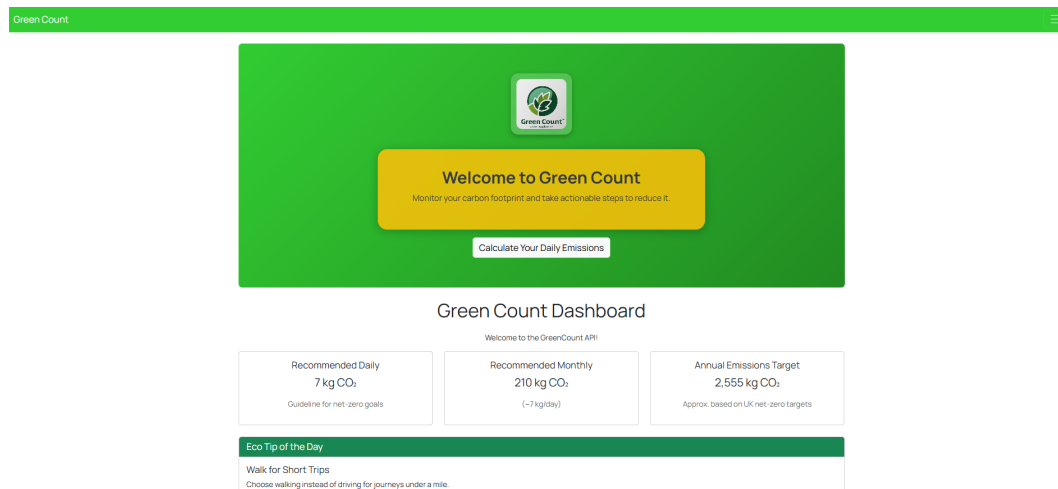 Green Count
Green Count
Welcome to Green Count
Monitor your carbon footprint and take actionable steps to reduce it.
Calculate Your Daily Emissions
Green Count Dashboard
Welcome to the GreenCount API!
Recommended Daily
7 kg CO₂
Guideline for net-zero goals
Recommended Monthly
210 kg CO₂
(~7 kg/day)
Annual Emissions Target
2,555 kg CO₂
Approx. based on UK net-zero targets
Eco Tip of the Day
Walk for Short Trips
Choose walking instead of driving for journeys under a mile.